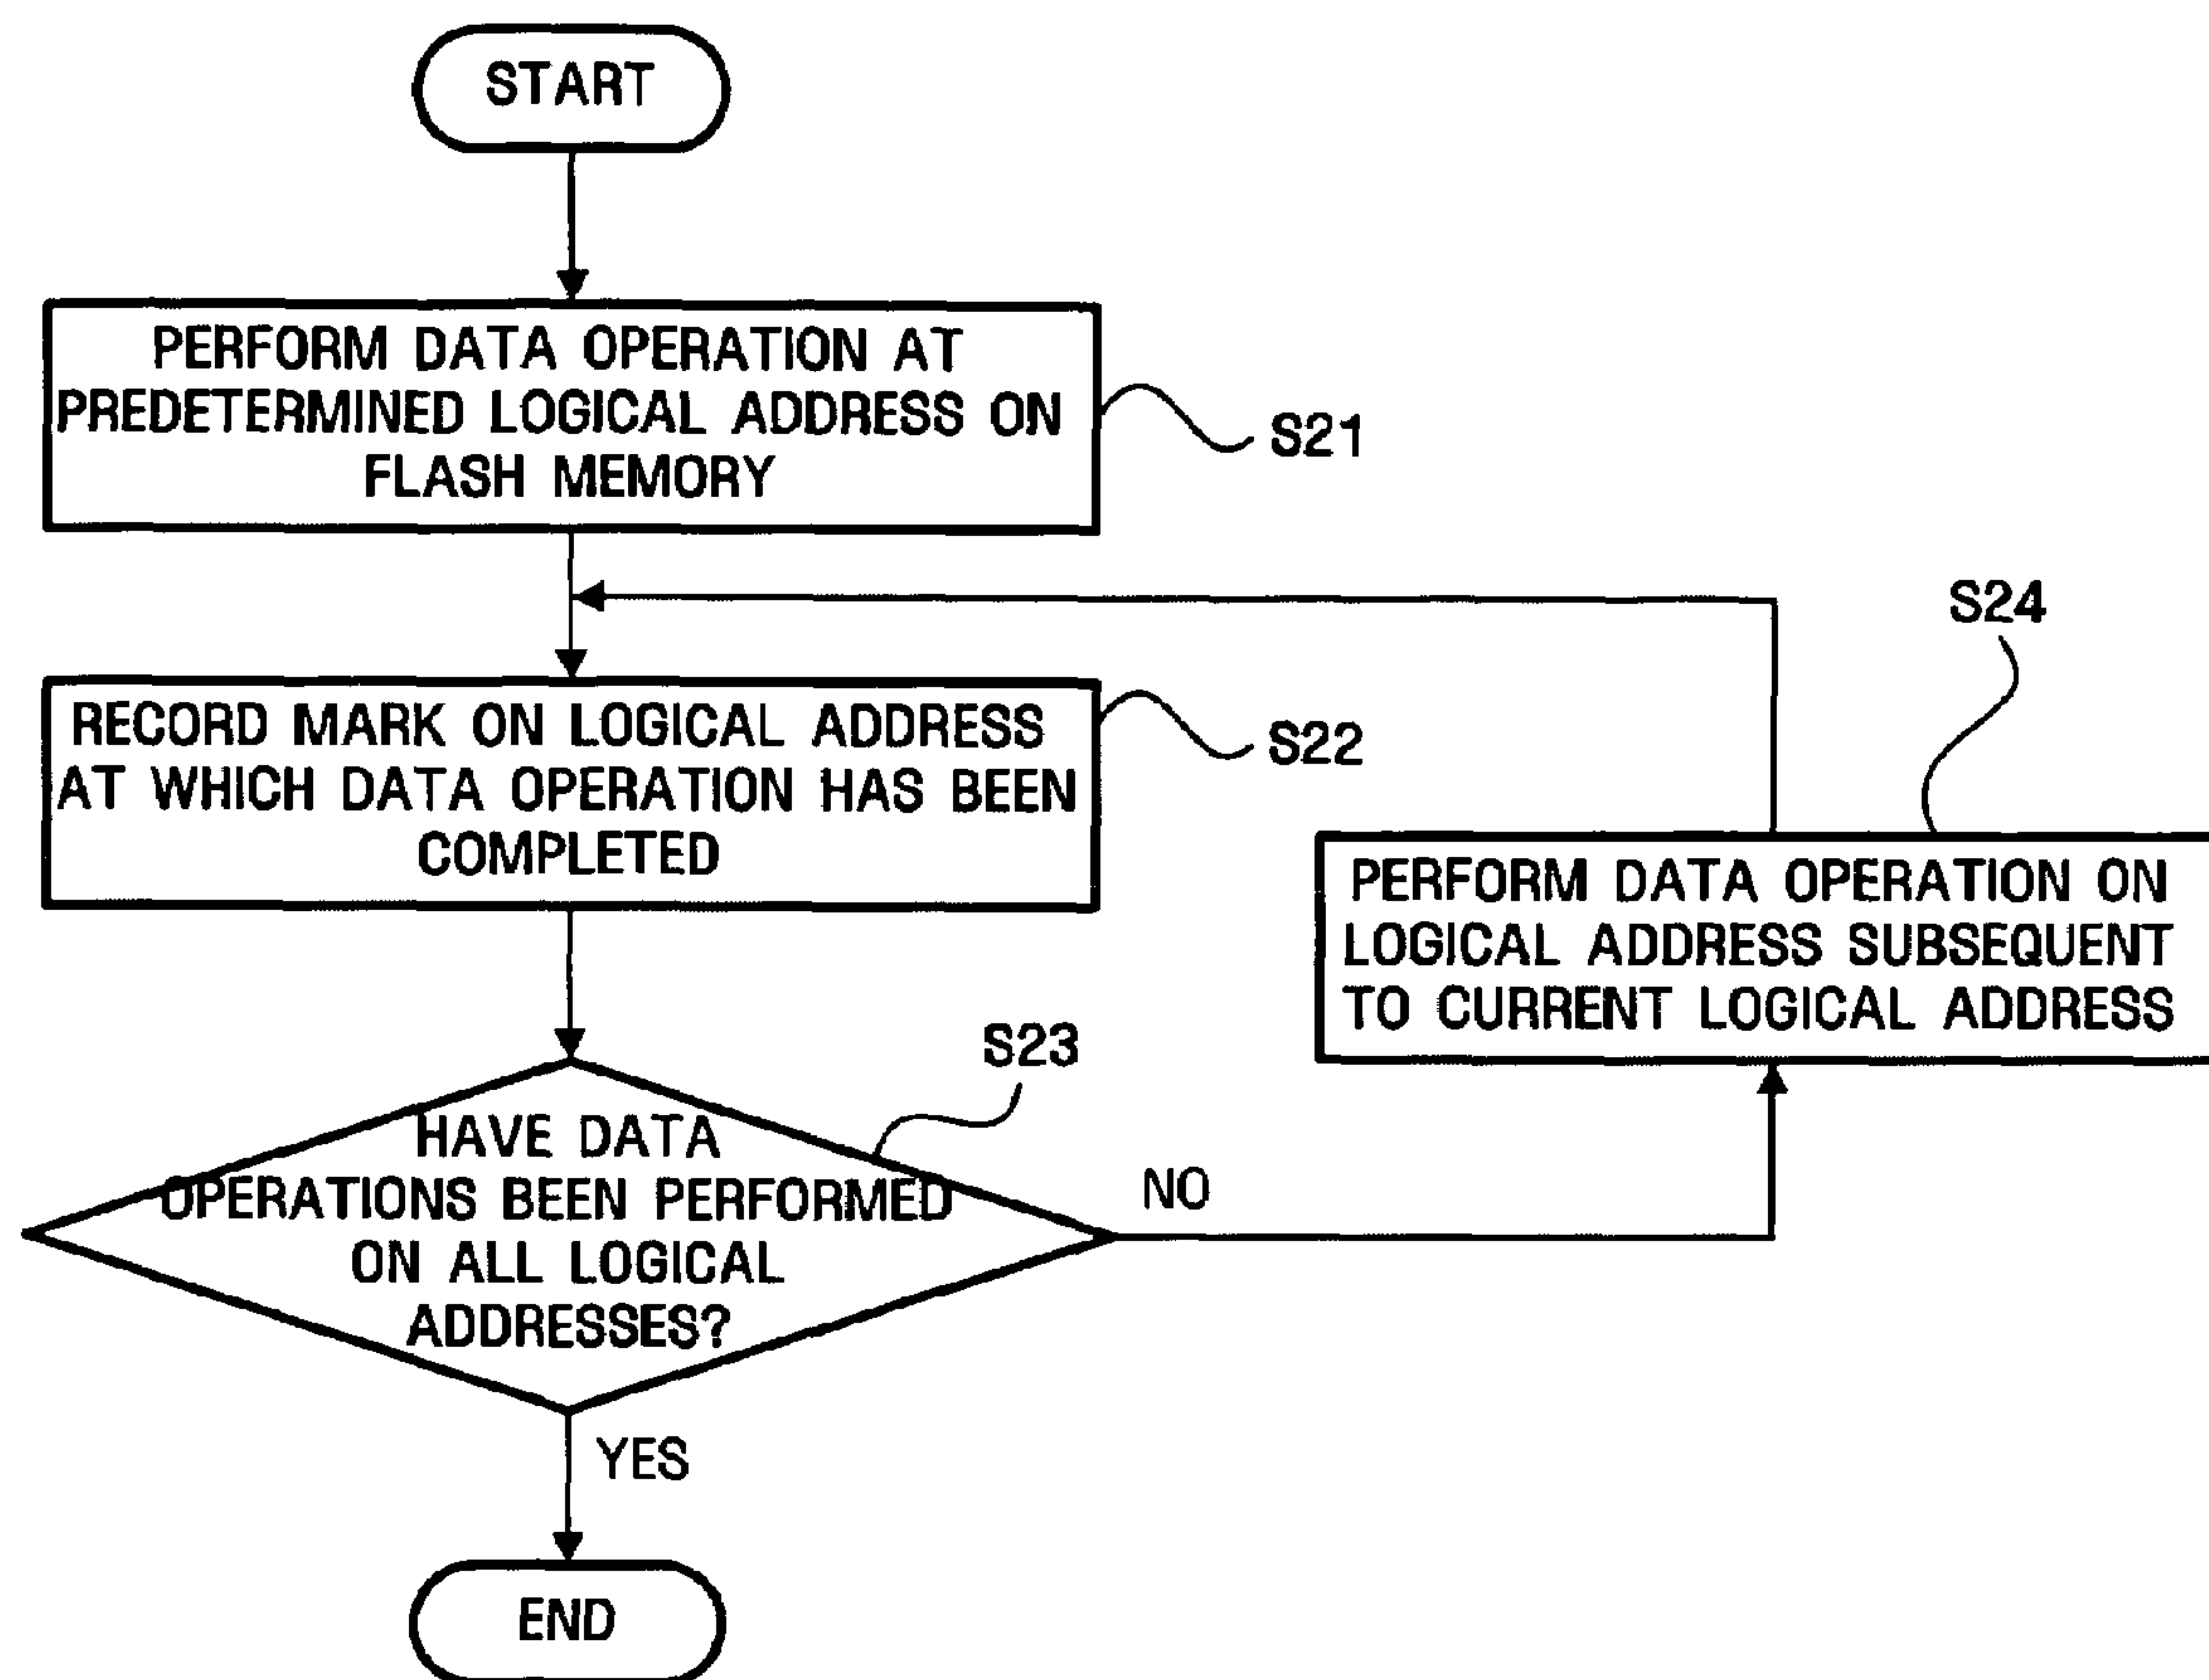 START
PERFORM DATA OPERATION AT
PREDETERMINED LOGICAL ADDRESS ON
FLASH MEMORY
S21
RECORD MARK ON LOGICAL ADDRESS
AT WHICH DATA OPERATION HAS BEEN
COMPLETED
S22
HAVE DATA
OPERATIONS BEEN PERFORMED
ON ALL LOGICAL
ADDRESSES?
S23
NO
S24
PERFORM DATA OPERATION ON
LOGICAL ADDRESS SUBSEQUENT
TO CURRENT LOGICAL ADDRESS
YES
END